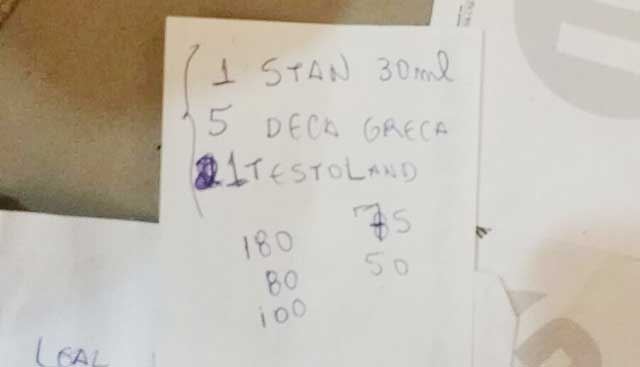 1 STAN 30ml
5 DECA GRECA
1 TESTOLAND
180 75
80 50
100
LEAL